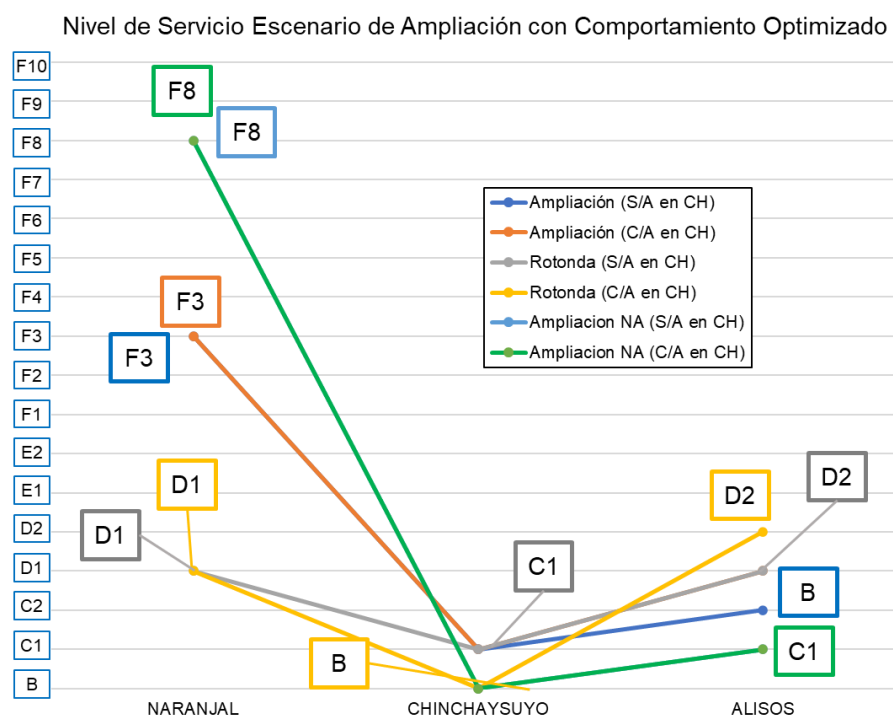 Nivel de Servicio Escenario de Ampliación con Comportamiento Optimizado
F10
F9
F8
F7
F6
F5
F4
F3
F2
F1
E2
E1
D2
D1
C2
C1
B
F8
F8
F3
F3
D1
D1
B
C1
D2
D2
B
C1
Ampliación (S/A en CH)
Ampliación (C/A en CH)
Rotonda (S/A en CH)
Rotonda (C/A en CH)
Ampliacion NA (S/A en CH)
Ampliacion NA (C/A en CH)
NARANJAL
CHINCHAYSUYO
ALISOS